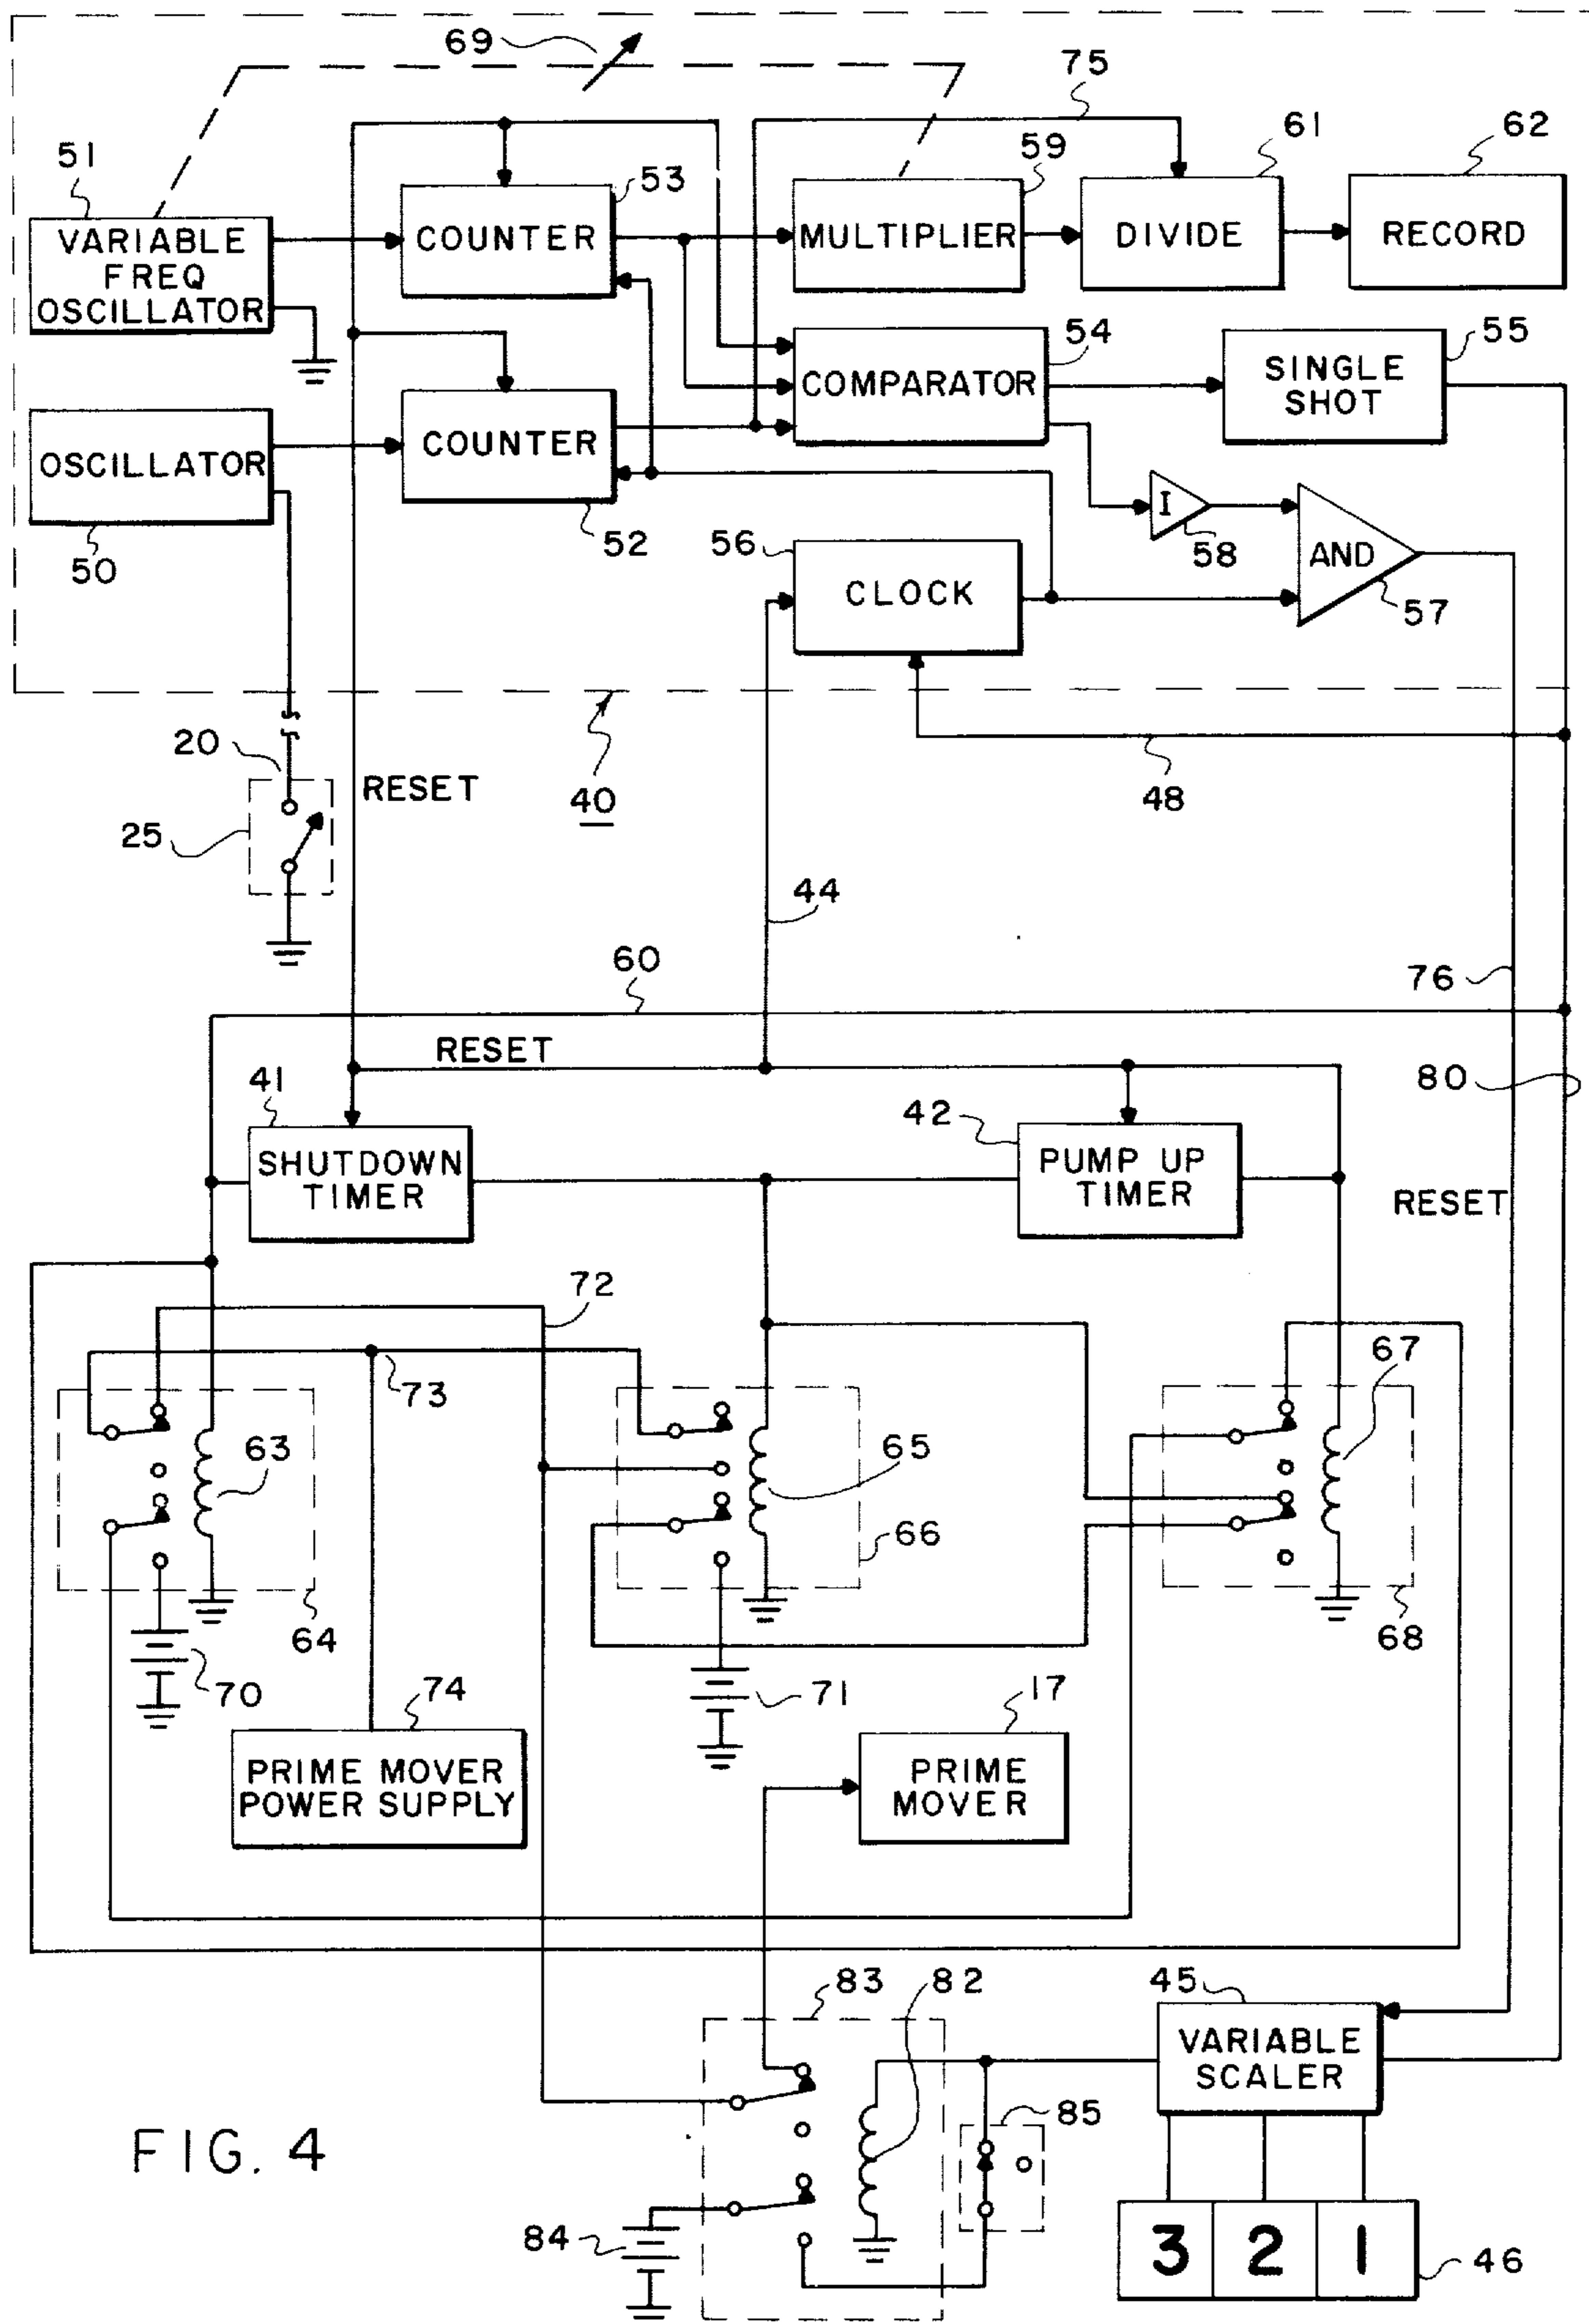 69
75
51
53
59
61
62
VARIABLE
FREQ
OSCILLATOR
COUNTER
MULTIPLIER
DIVIDE
RECORD
54
55
COMPARATOR
SINGLE
SHOT
OSCILLATOR
COUNTER
50
52
56
I
58
AND
57
CLOCK
20
RESET
40
48
25
44
60
76
RESET
41
42
80
SHUTDOWN
TIMER
PUMP UP
TIMER
RESET
72
73
67
63
65
66
64
68
70
74
71
17
PRIME MOVER
POWER SUPPLY
PRIME
MOVER
83
82
45
VARIABLE
SCALER
85
FIG. 4
84
3 2 1
46